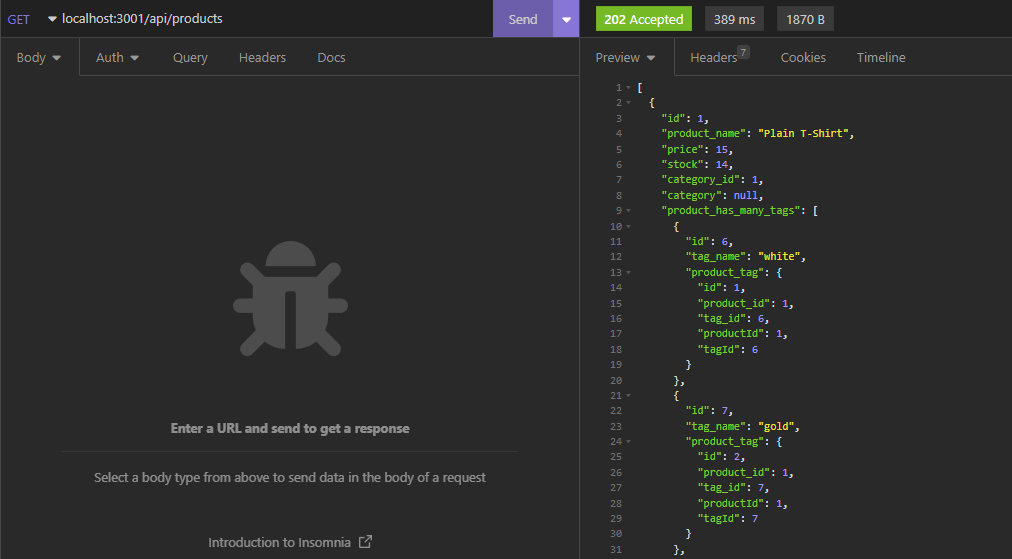 GET localhost:3001/api/products Send 202 Accepted 389 ms 1870 B
Body Auth Query Headers Docs
Preview Headers 7 Cookies Timeline
1 [
2 {
3 "id": 1,
4 "product_name": "Plain T-Shirt",
5 "price": 15,
6 "stock": 14,
7 "category_id": 1,
8 "category": null,
9 "product_has_many_tags": [
10 {
11 "id": 6,
12 "tag_name": "white",
13 "product_tag": {
14 "id": 1,
15 "product_id": 1,
16 "tag_id": 6,
17 "productId": 1,
18 "tagId": 6
19 }
20 },
21 {
22 "id": 7,
23 "tag_name": "gold",
24 "product_tag": {
25 "id": 2,
26 "product_id": 1,
27 "tag_id": 7,
28 "productId": 1,
29 "tagId": 7
30 }
31 },
Enter a URL and send to get a response
Select a body type from above to send data in the body of a request
Introduction to Insomnia